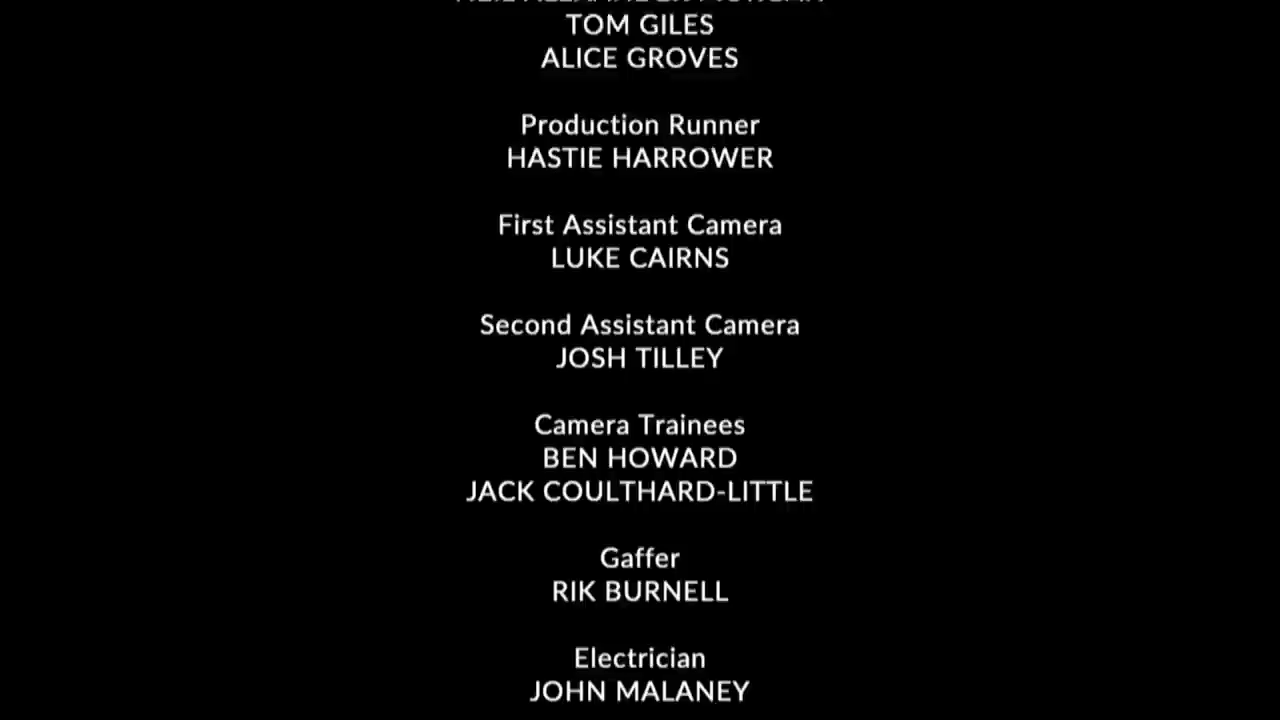 TOM GILES
ALICE GROVES
Production Runner
HASTIE HARROWER
First Assistant Camera
LUKE CAIRNS
Second Assistant Camera
JOSH TILLEY
Camera Trainees
BEN HOWARD
JACK COULTHARD-LITTLE
Gaffer
RIK BURNELL
Electrician
JOHN MALANEY